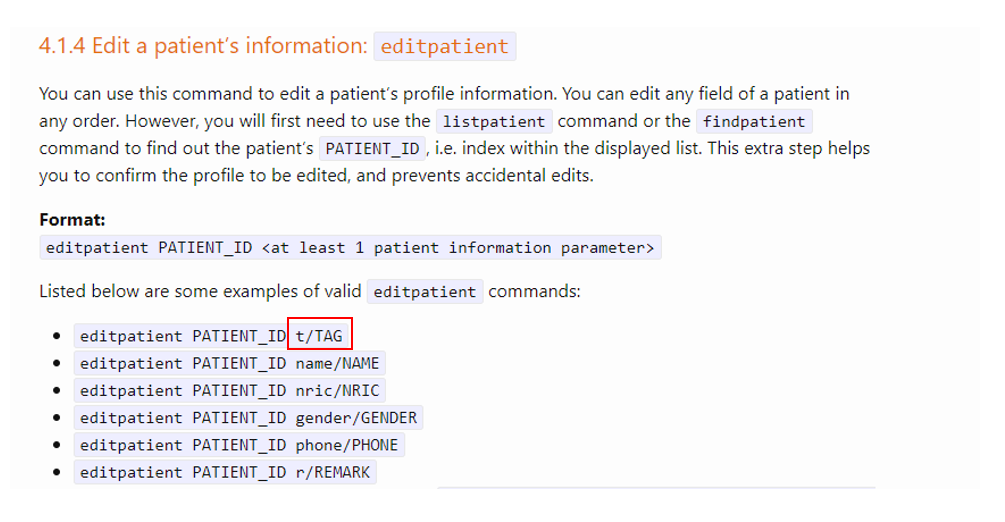 4.1.4 Edit a patient’s information: editpatient
You can use this command to edit a patient’s profile information. You can edit any field of a patient in
any order. However, you will first need to use the listpatient command or the findpatient
command to find out the patient’s PATIENT_ID, i.e. index within the displayed list. This extra step helps
you to confirm the profile to be edited, and prevents accidental edits.
Format:
editpatient PATIENT_ID <at least 1 patient information parameter>
Listed below are some examples of valid editpatient commands:
• editpatient PATIENT_ID t/TAG
• editpatient PATIENT_ID name/NAME
• editpatient PATIENT_ID nric/NRIC
• editpatient PATIENT_ID gender/GENDER
• editpatient PATIENT_ID phone/PHONE
• editpatient PATIENT_ID r/REMARK